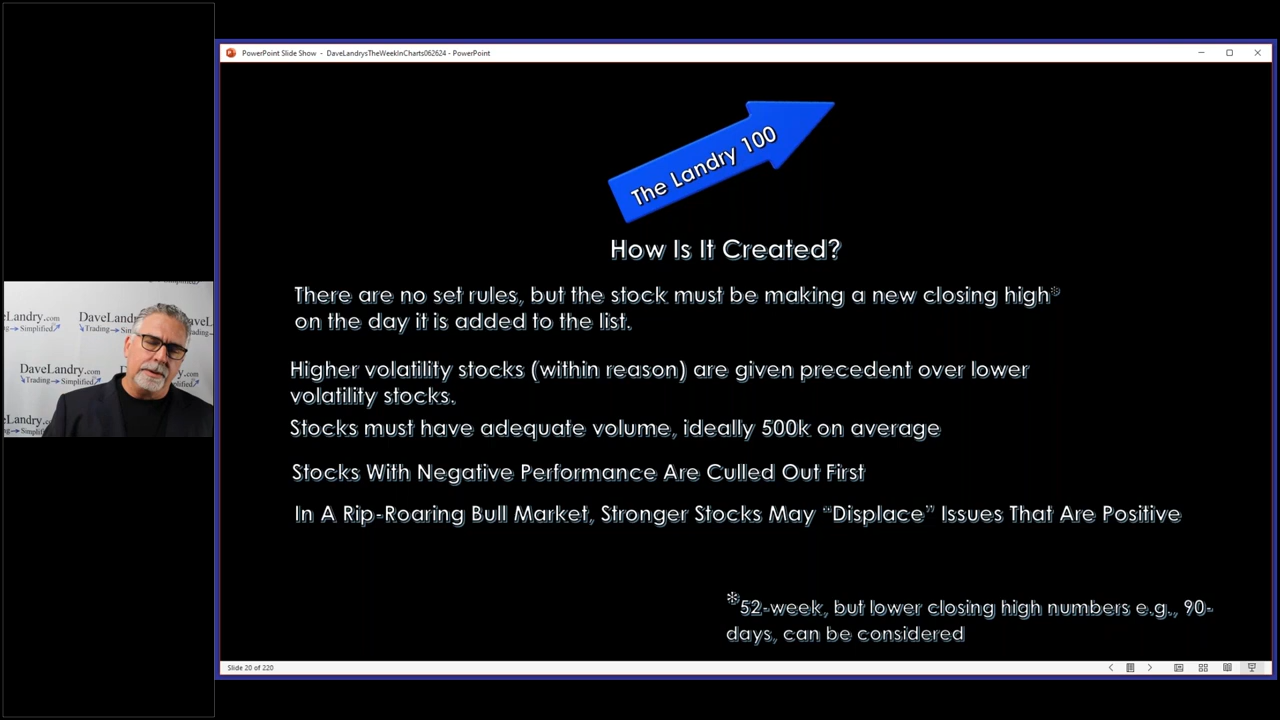 PowerPoint Slide Show - DaveLandrysTheWeekInCharts062624 - PowerPoint
The Landry 100
How Is It Created?
There are no set rules, but the stock must be making a new closing high*
on the day it is added to the list.
Higher volatility stocks (within reason) are given precedent over lower
volatility stocks.
Stocks must have adequate volume, ideally 500k on average
Stocks With Negative Performance Are Culled Out First
In A Rip-Roaring Bull Market, Stronger Stocks May “Displace” Issues That Are Positive
*52-week, but lower closing high numbers e.g., 90-
days, can be considered
Slide 20 of 220
DaveLandry.com
Trading Simplified